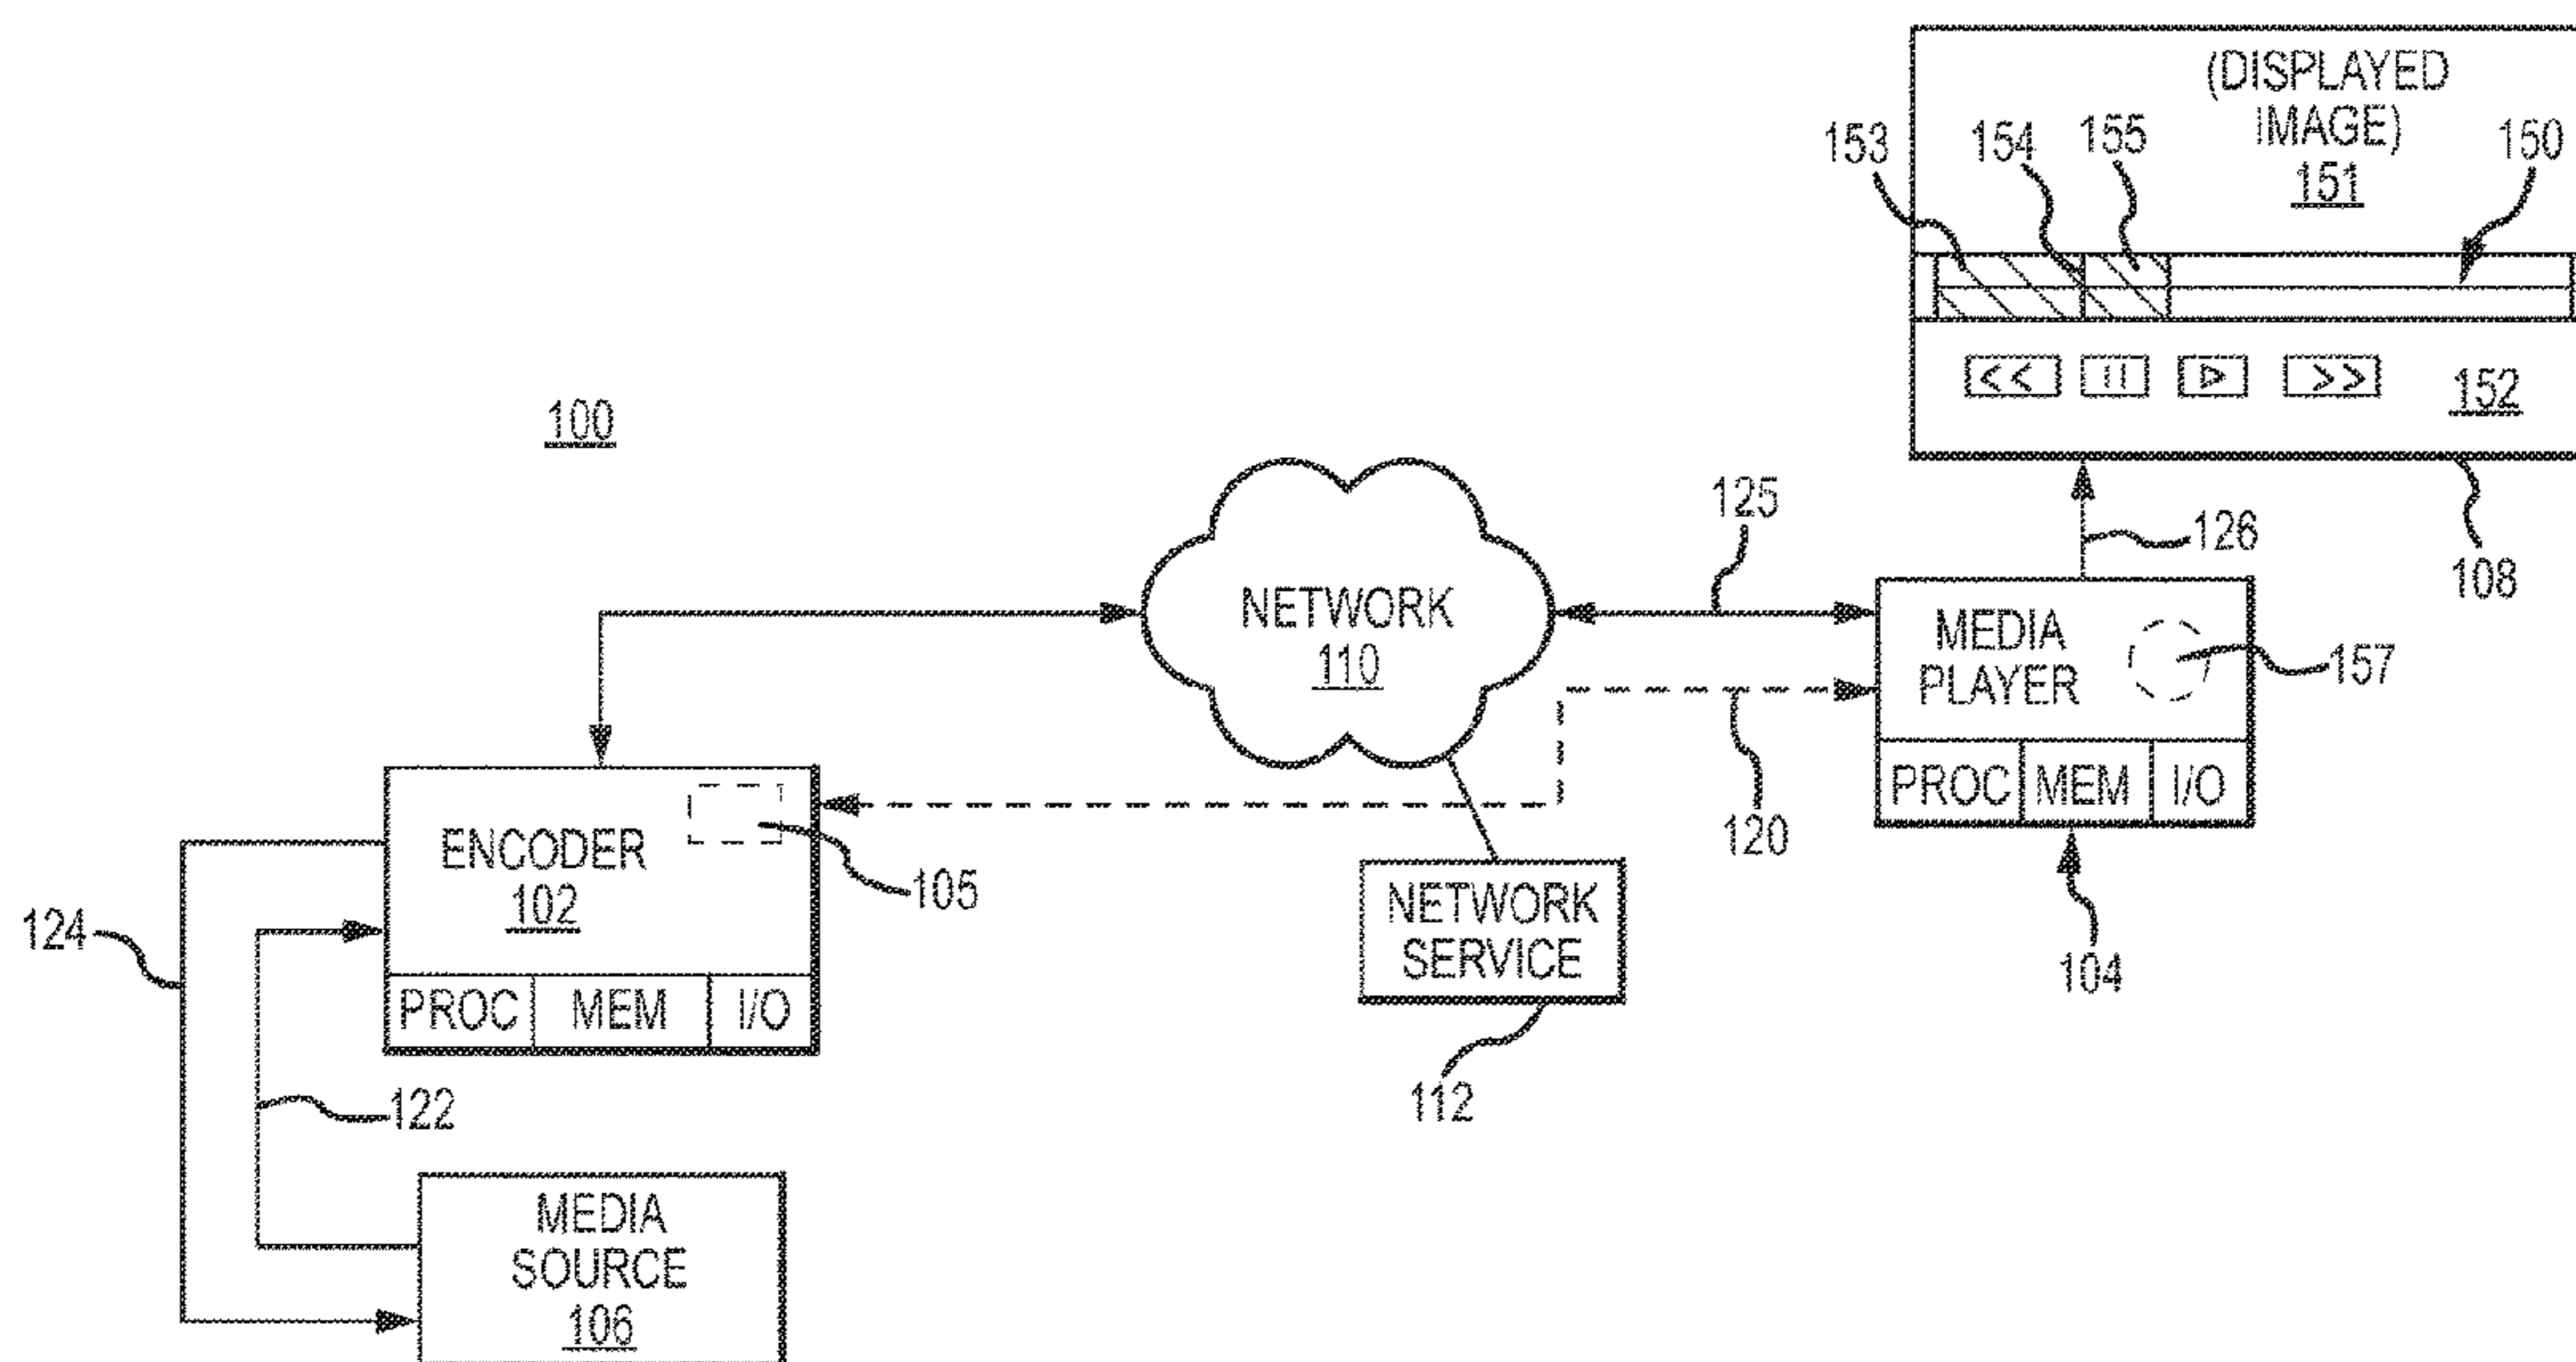 (DISPLAYED
IMAGE)
151
153
154
155
150
<<
||
>>
152
100
125
126
108
NETWORK
110
MEDIA
PLAYER
157
PROC
MEM
I/O
120
104
ENCODER
102
105
PROC
MEM
I/O
124
NETWORK
SERVICE
112
122
MEDIA
SOURCE
106